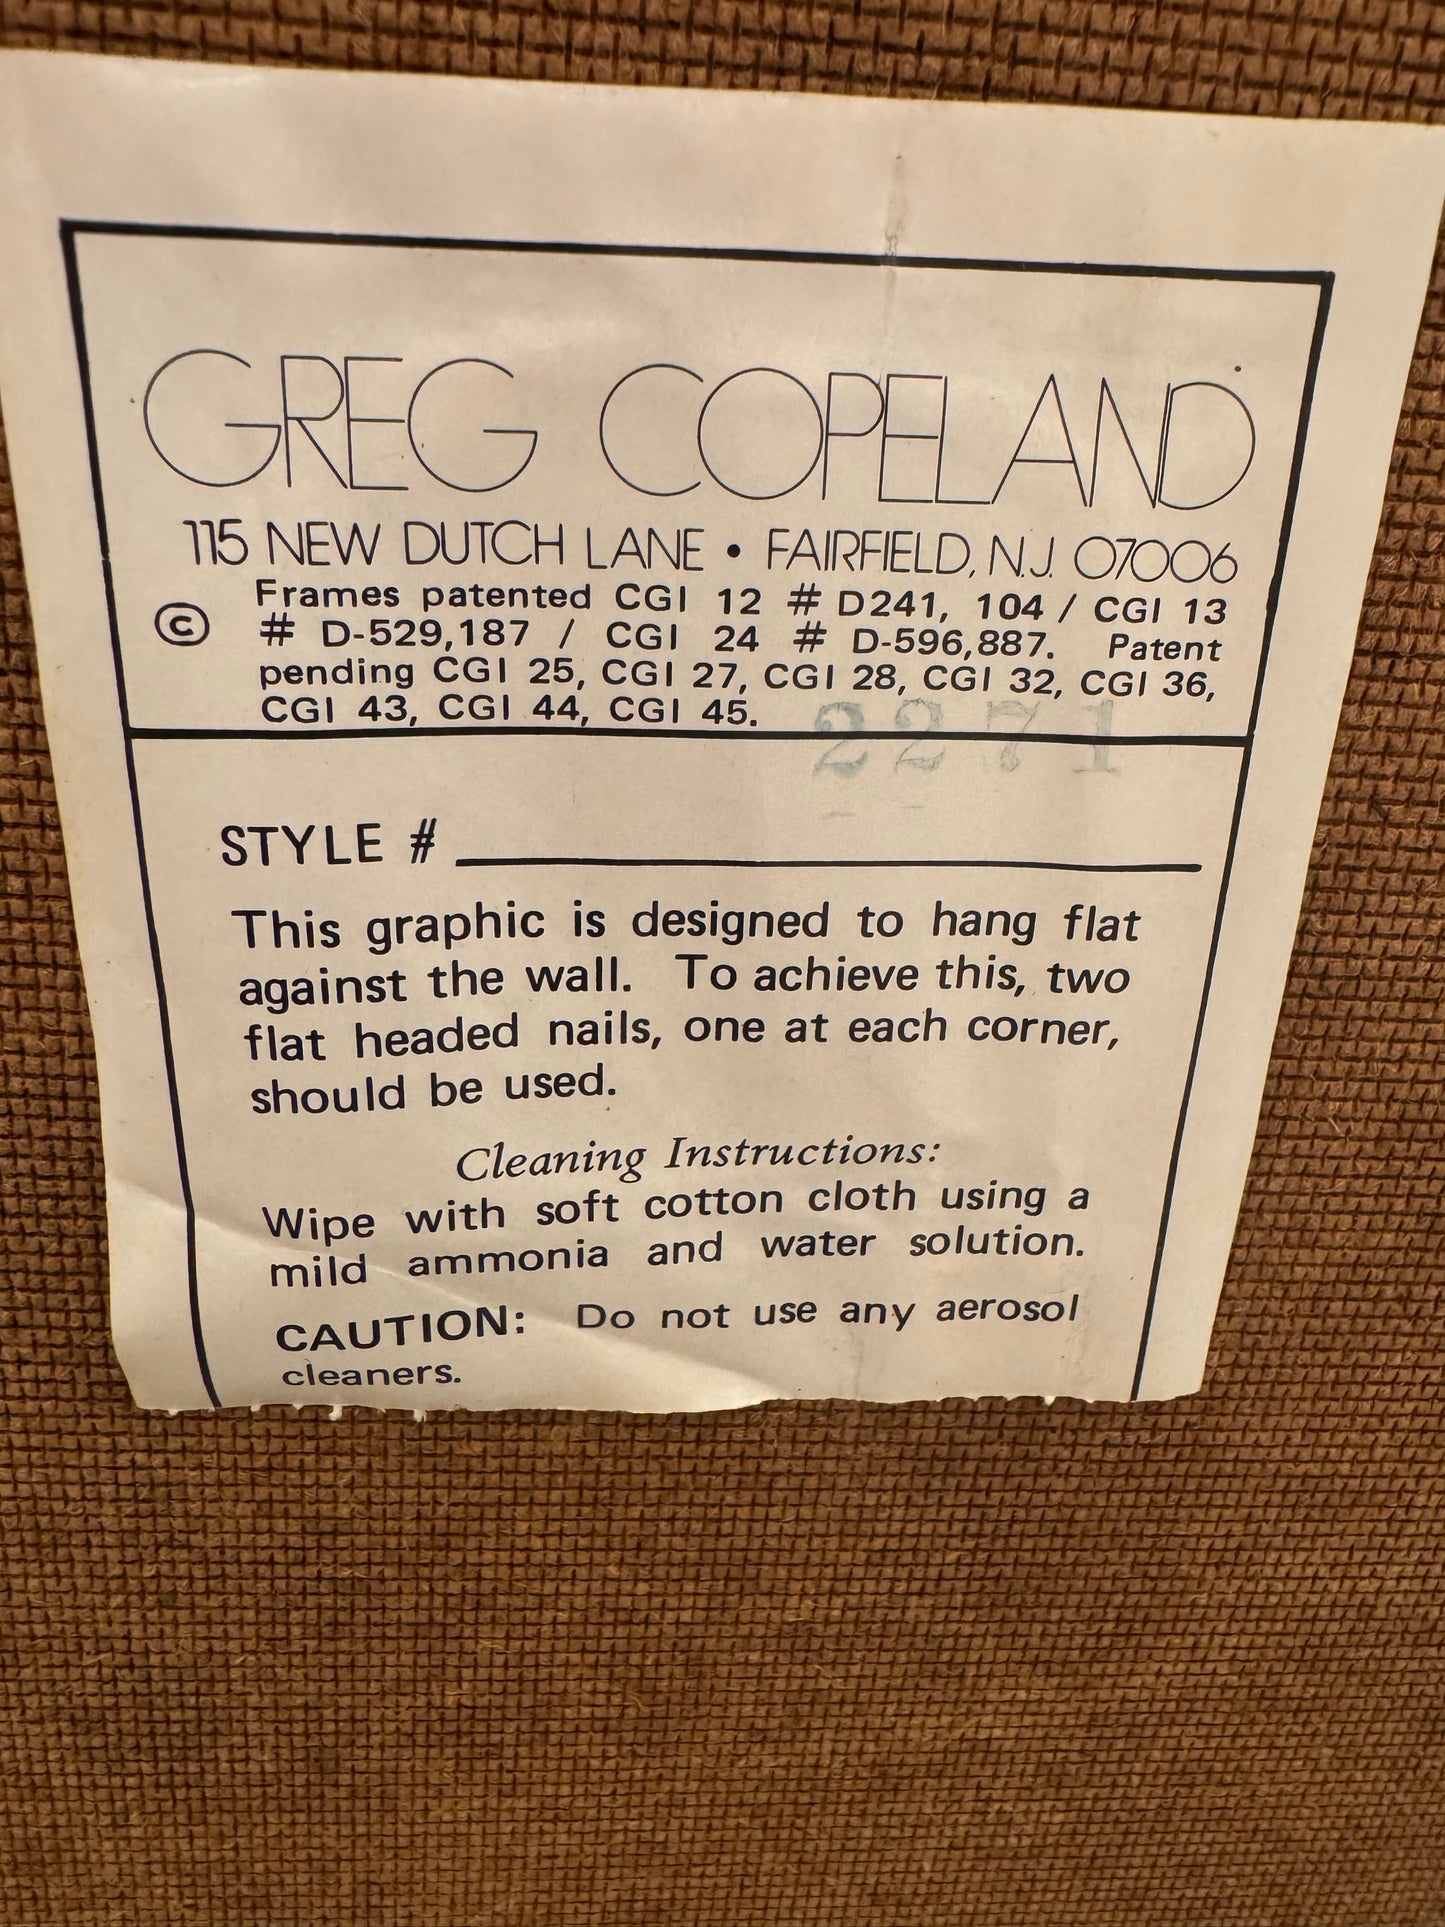 GREG COPELAND
115 NEW DUTCH LANE • FAIRFIELD, N.J. 07006
© Frames patented CGI 12 # D241, 104 / CGI 13
# D-529,187 / CGI 24 # D-596,887. Patent
pending CGI 25, CGI 27, CGI 28, CGI 32, CGI 36,
CGI 43, CGI 44, CGI 45.
2271
STYLE #
This graphic is designed to hang flat
against the wall. To achieve this, two
flat headed nails, one at each corner,
should be used.
Cleaning Instructions:
Wipe with soft cotton cloth using a
mild ammonia and water solution.
CAUTION: Do not use any aerosol
cleaners.